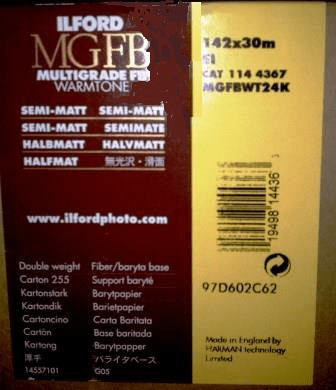 ILFORD
MGFB
MULTIGRADE FB
WARMTONE
SEMI-MATT SEMI-MATT
SEMI-MATT SEMIMATE
HALBMATT HALVMATT
HALFMAT 無光沢・滑面
www.ilfordphoto.com
Double weight Fiber/baryta base
Carton 255 Support baryté
Kartonstark Barytpapier
Kartondik Barietpapier
Cartoncino Carta Baritata
Cartón Base baritada
Kartong Barytpapper
厚手 バライタベース
14557101 G05
142x30m
EI
CAT 114 4367
MGFBWT24K
19498 14436 3
97D602C62
Made in England by
HARMAN technology
Limited